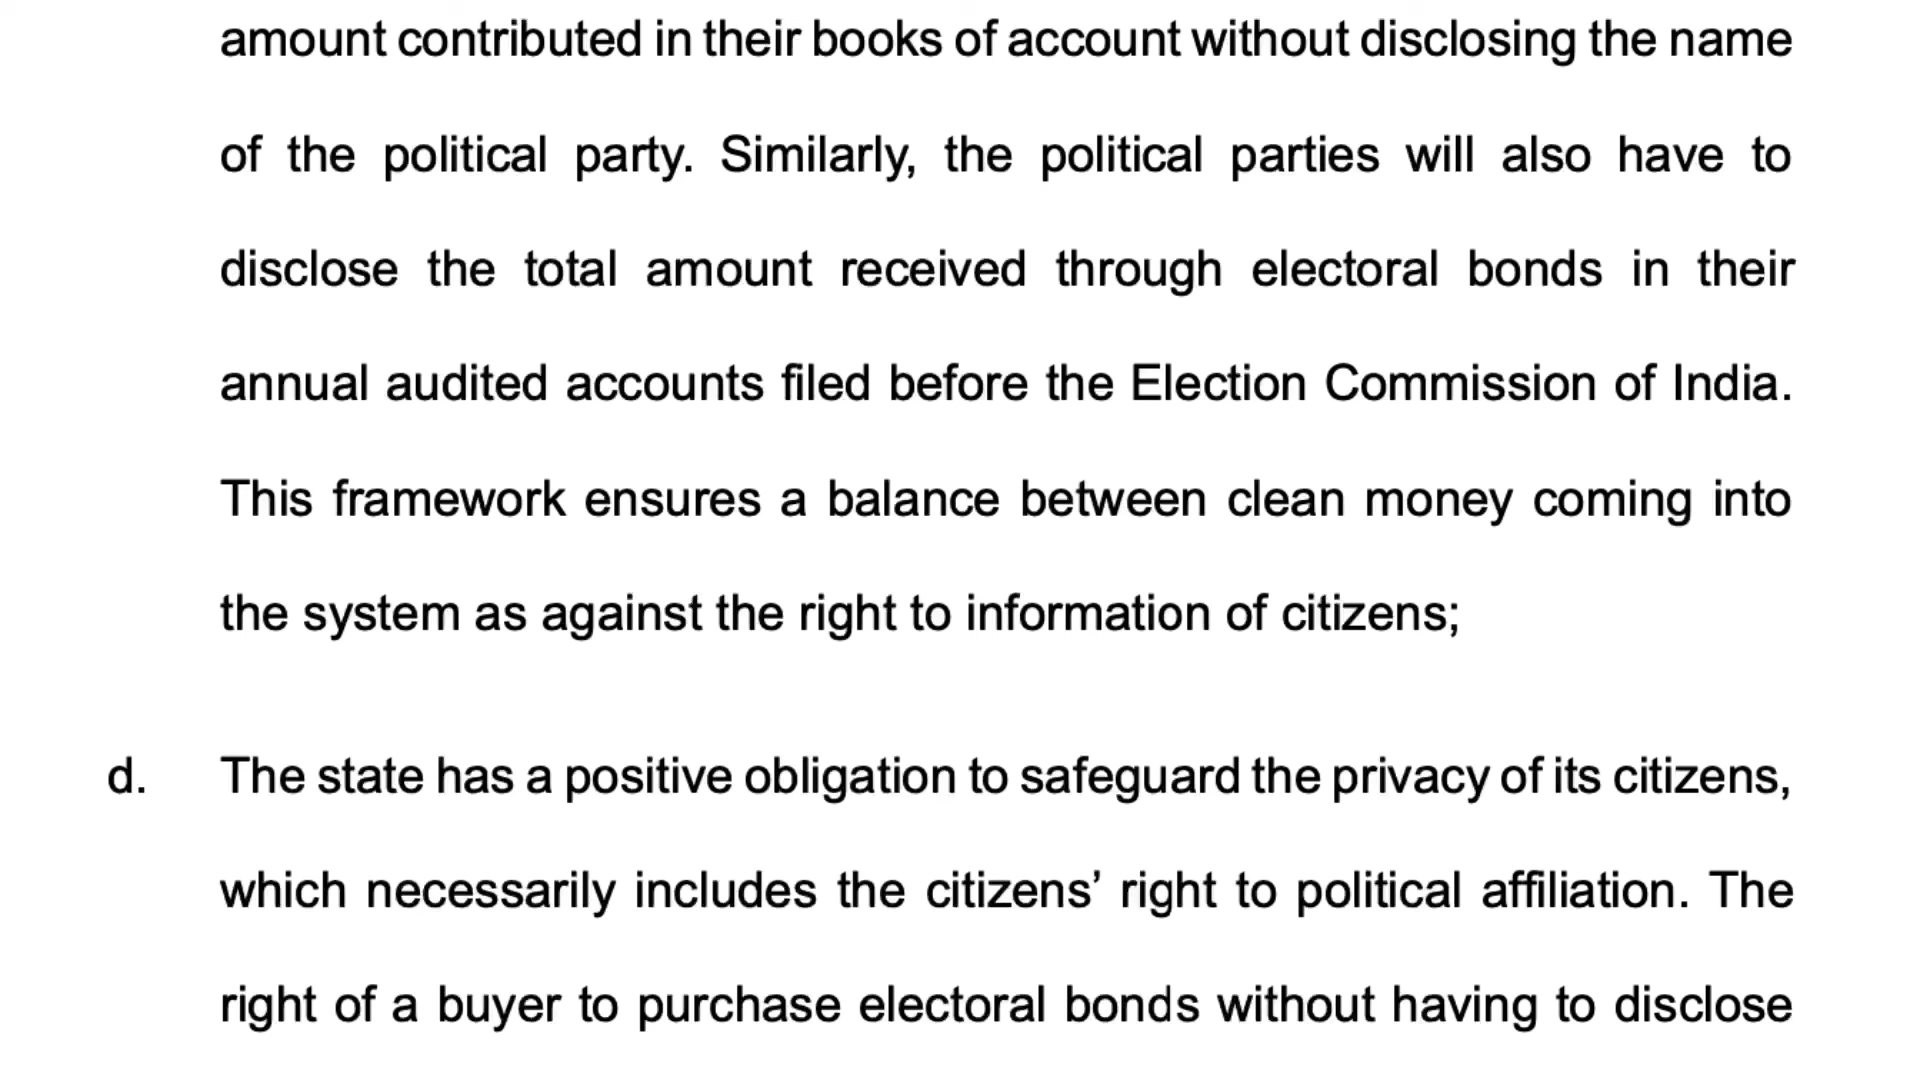 amount contributed in their books of account without disclosing the name
of the political party. Similarly, the political parties will also have to
disclose the total amount received through electoral bonds in their
annual audited accounts filed before the Election Commission of India.
This framework ensures a balance between clean money coming into
the system as against the right to information of citizens;
d. The state has a positive obligation to safeguard the privacy of its citizens,
which necessarily includes the citizens’ right to political affiliation. The
right of a buyer to purchase electoral bonds without having to disclose